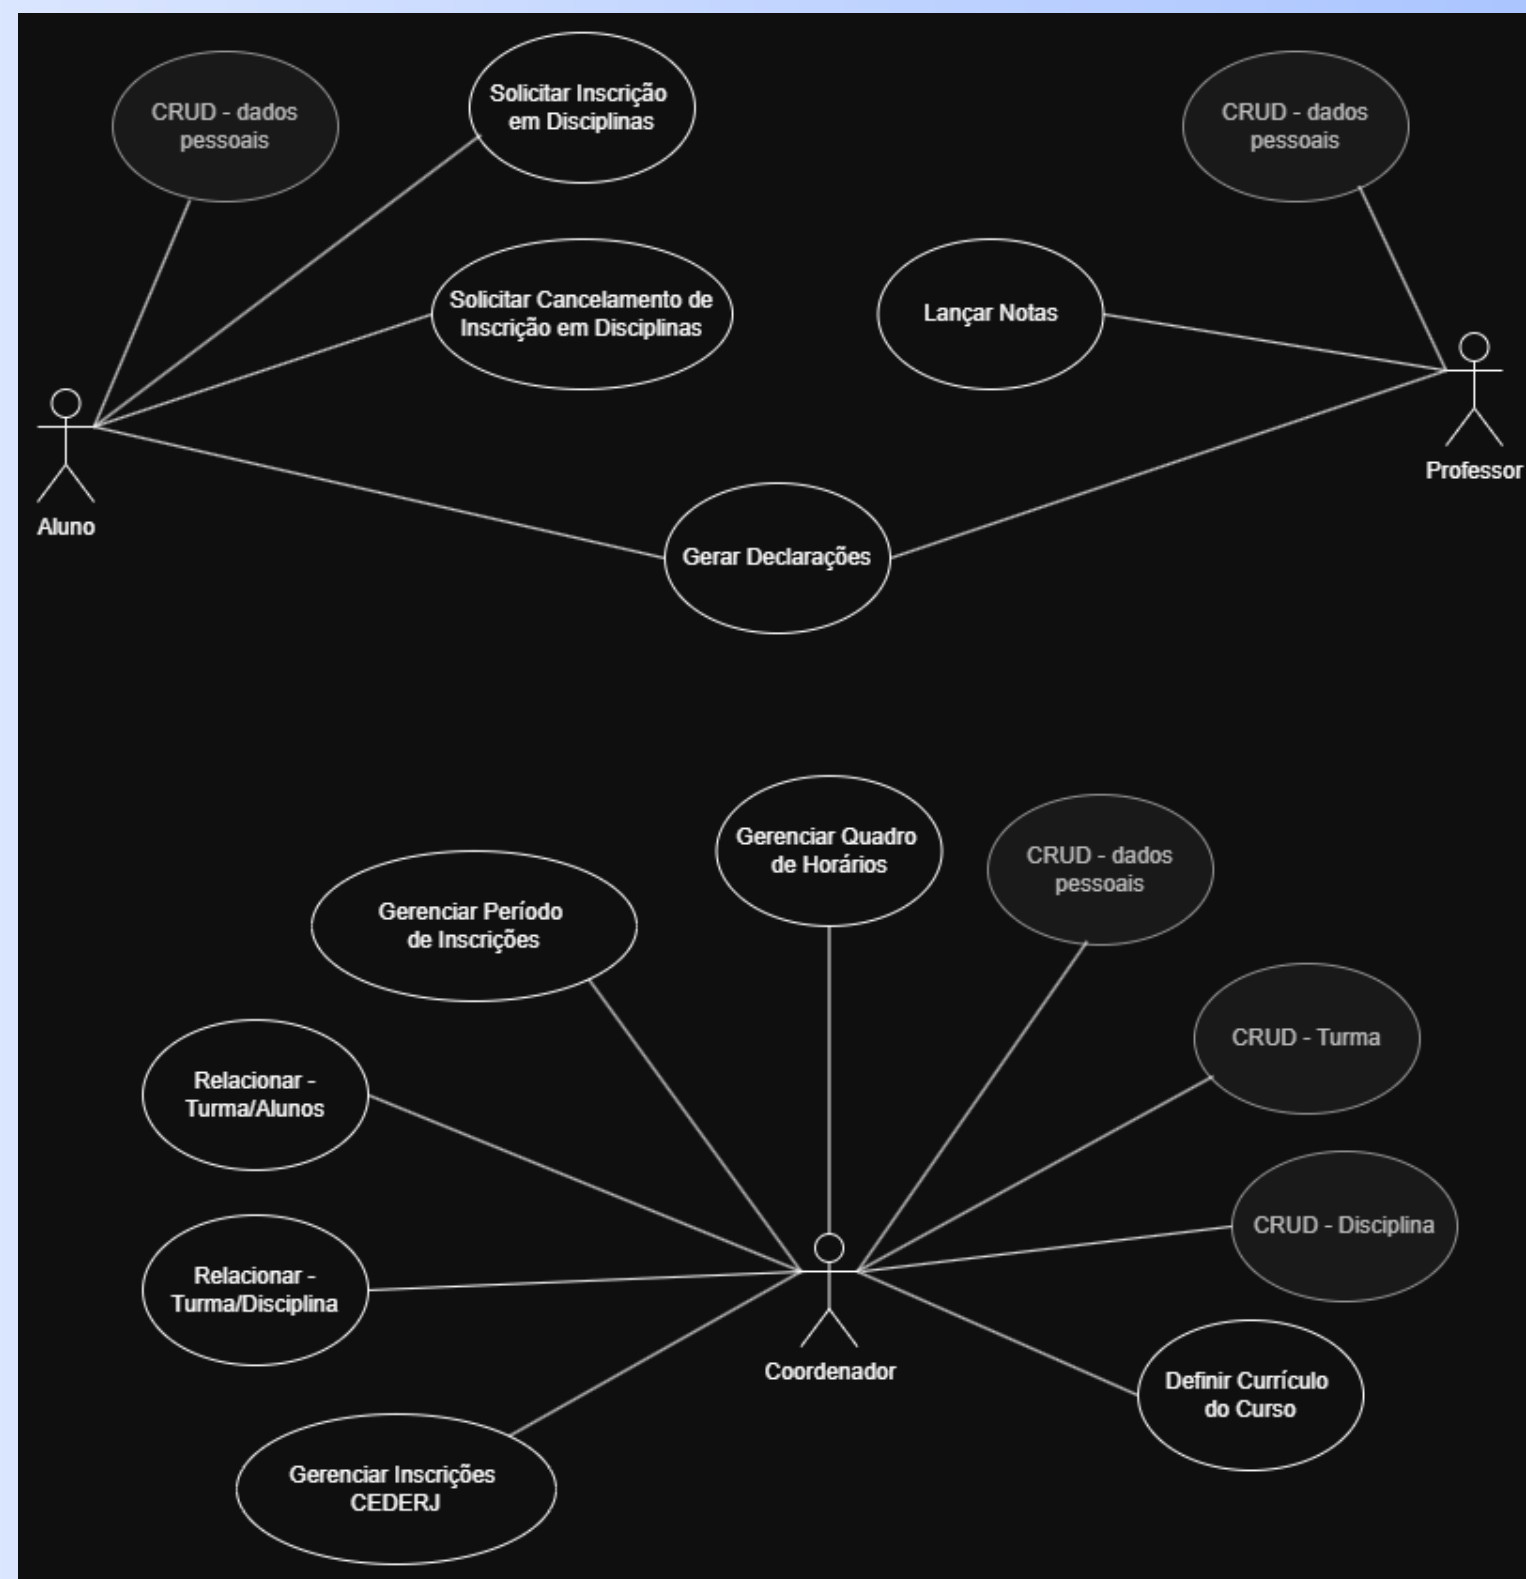 CRUD - dados
pessoais
Solicitar Inscrição
em Disciplinas
CRUD - dados
pessoais
Solicitar Cancelamento de
Inscrição em Disciplinas
Lançar Notas
Aluno
Professor
Gerar Declarações
Gerenciar Quadro
de Horários
CRUD - dados
pessoais
Gerenciar Período
de Inscrições
CRUD - Turma
Relacionar -
Turma/Alunos
CRUD - Disciplina
Relacionar -
Turma/Disciplina
Coordenador
Definir Currículo
do Curso
Gerenciar Inscrições
CEDERJ